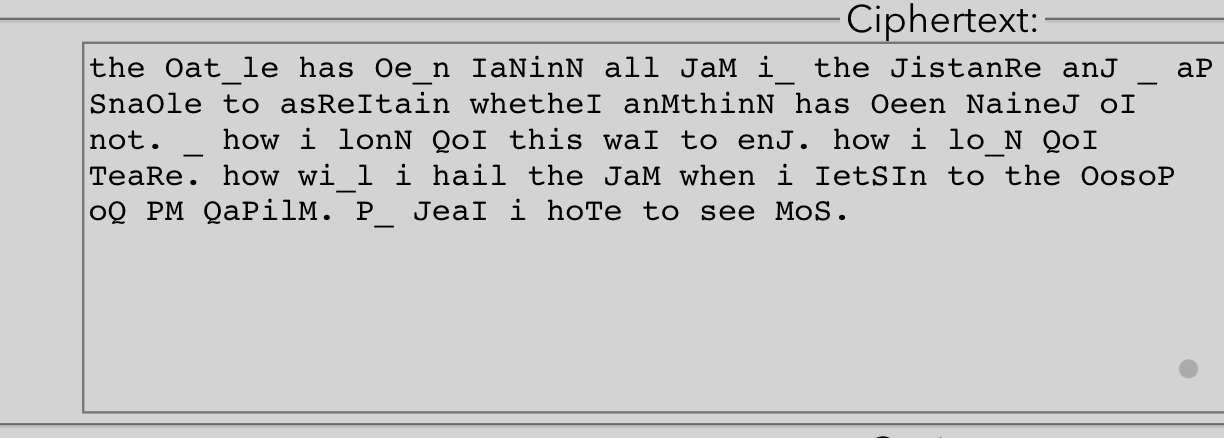 Ciphertext:
the Oat_le has Oe_n IaNinN all JaM i_ the JistanRe anJ _ aP
SnaOle to asReItain whetheI anMthinN has Oeen NaineJ oI
not. _ how i lonN QoI this waI to enJ. how i lo_N QoI
TeaRe. how wi_l i hail the JaM when i IetSIn to the OosoP
oQ PM QaPilM. P_ JeaI i hoTe to see MoS.